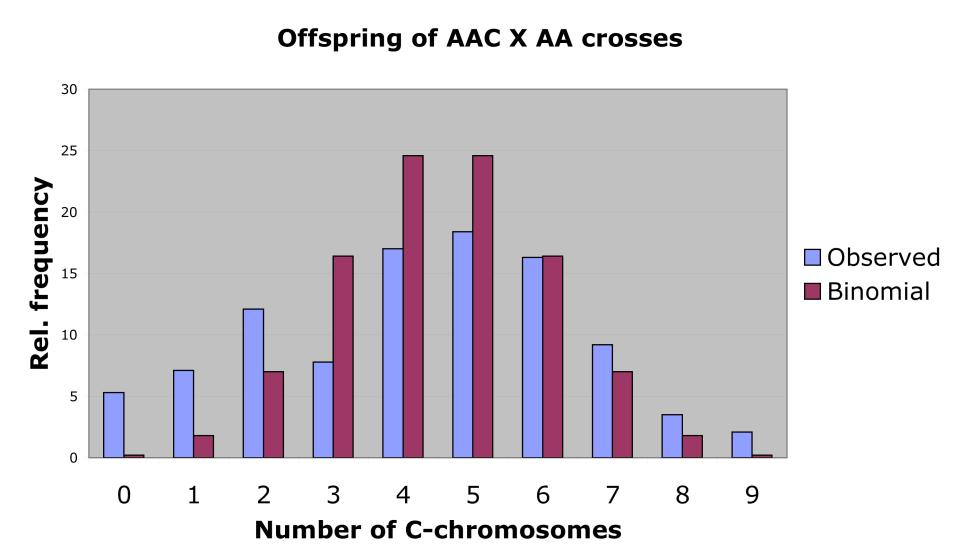 Offspring of AAC X AA crosses
30
25
20
15
10
5
0
Rel. frequency
0 1 2 3 4 5 6 7 8 9
Number of C-chromosomes
Observed
Binomial